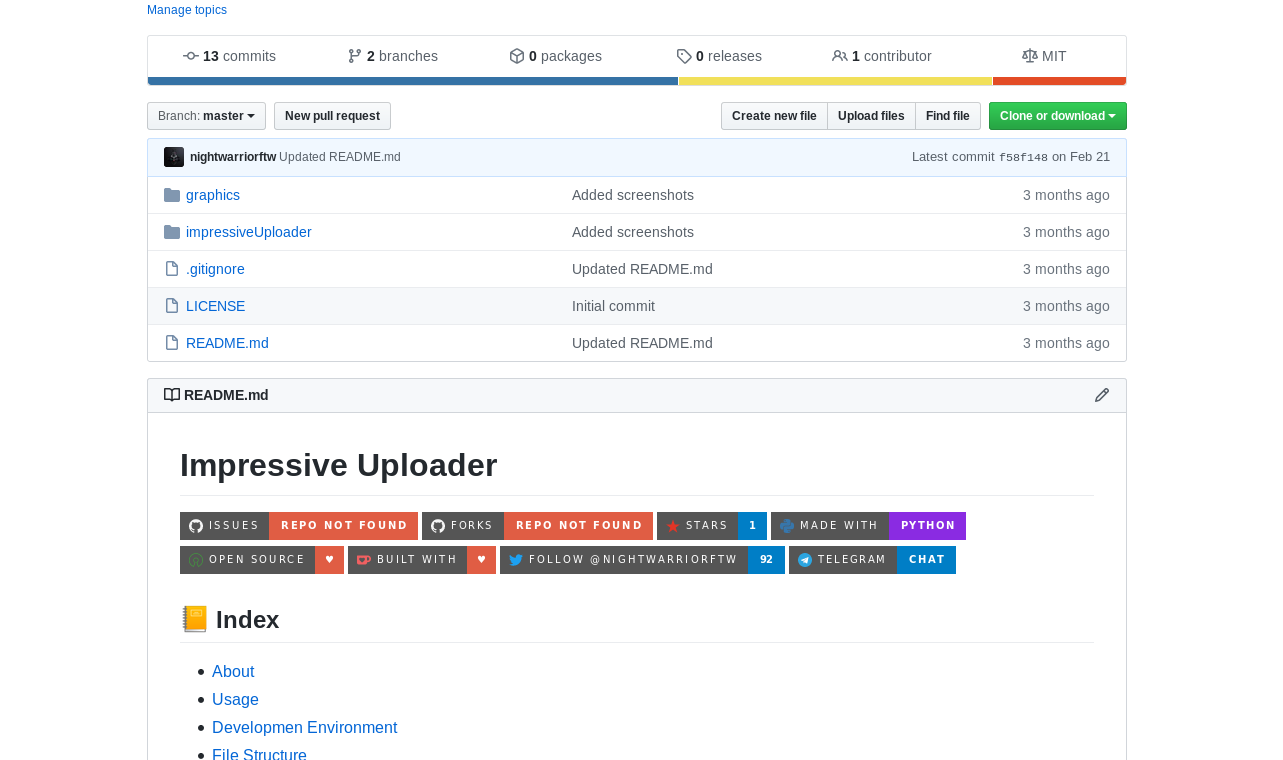 Manage topics
13 commits 2 branches 0 packages 0 releases 1 contributor MIT
Branch: master New pull request Create new file Upload files Find file Clone or download
nightwarriorftw Updated README.md Latest commit f58f148 on Feb 21
graphics Added screenshots 3 months ago
impressiveUploader Added screenshots 3 months ago
.gitignore Updated README.md 3 months ago
LICENSE Initial commit 3 months ago
README.md Updated README.md 3 months ago
README.md
Impressive Uploader
ISSUES REPO NOT FOUND FORKS REPO NOT FOUND STARS 1 MADE WITH PYTHON
OPEN SOURCE ♥ BUILT WITH ♥ FOLLOW @NIGHTWARRIORFTW 92 TELEGRAM CHAT
📒 Index
• About
• Usage
• Developmen Environment
• File Structure